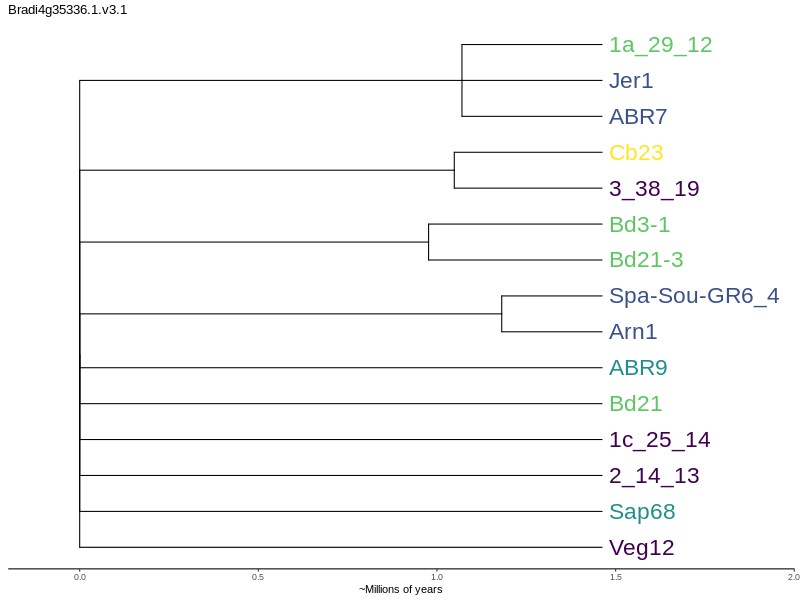 Bradi4g35336.1.v3.1
1a_29_12
Jer1
ABR7
Cb23
3_38_19
Bd3-1
Bd21-3
Spa-Sou-GR6_4
Arn1
ABR9
Bd21
1c_25_14
2_14_13
Sap68
Veg12
0.0 0.5 1.0 1.5 2.0
~Millions of years